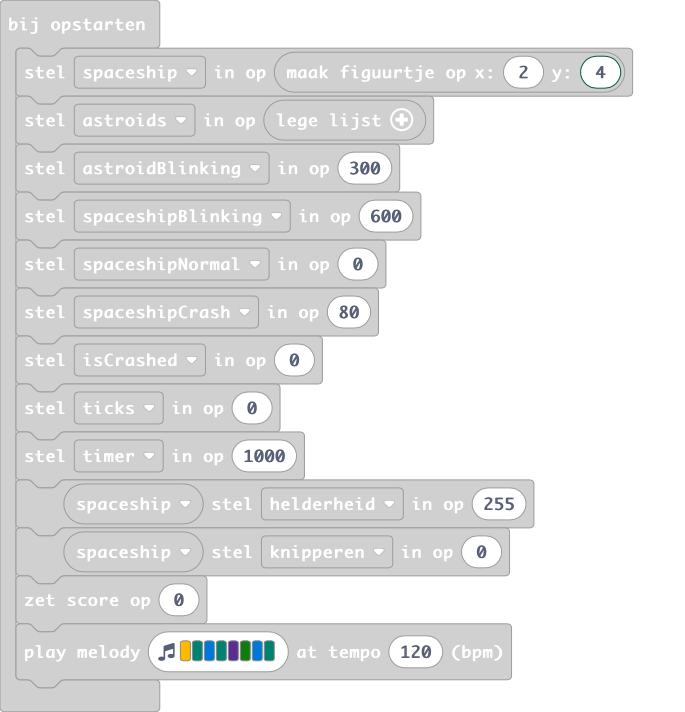 bij opstarten
stel spaceship in op maak figuurtje op x: 2 y: 4
stel astroids in op lege lijst
stel astroidBlinking in op 300
stel spaceshipBlinking in op 600
stel spaceshipNormal in op 0
stel spaceshipCrash in op 80
stel isCrashed in op 0
stel ticks in op 0
stel timer in op 1000
spaceship stel helderheid in op 255
spaceship stel knipperen in op 0
zet score op 0
play melody at tempo 120 (bpm)